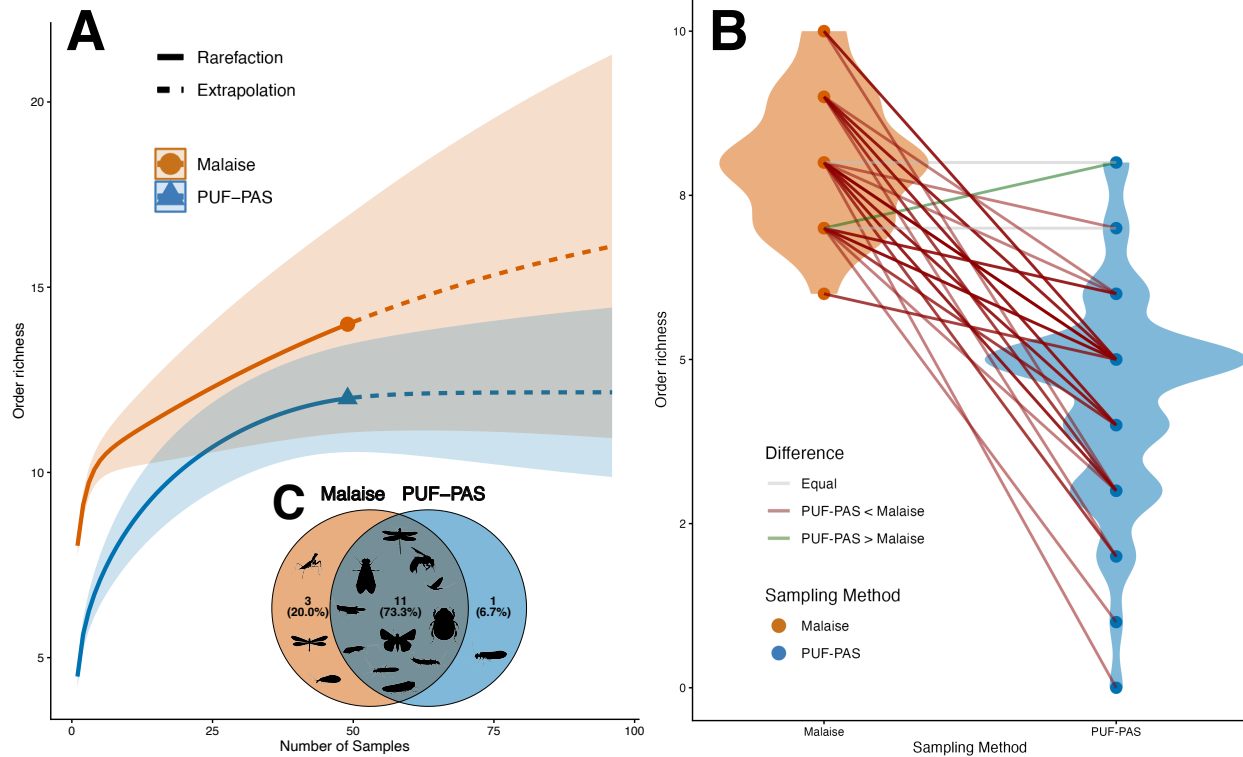 A
Rarefaction
Extrapolation
Malaise
PUF−PAS
Order richness
20
15
10
5
0
25
50
75
100
Number of Samples
C
Malaise
PUF−PAS
3
(20.0%)
11
(73.3%)
1
(6.7%)
B
Order richness
10
8
5
2
0
Difference
Equal
PUF-PAS < Malaise
PUF-PAS > Malaise
Sampling Method
Malaise
PUF-PAS
Malaise
PUF-PAS
Sampling Method